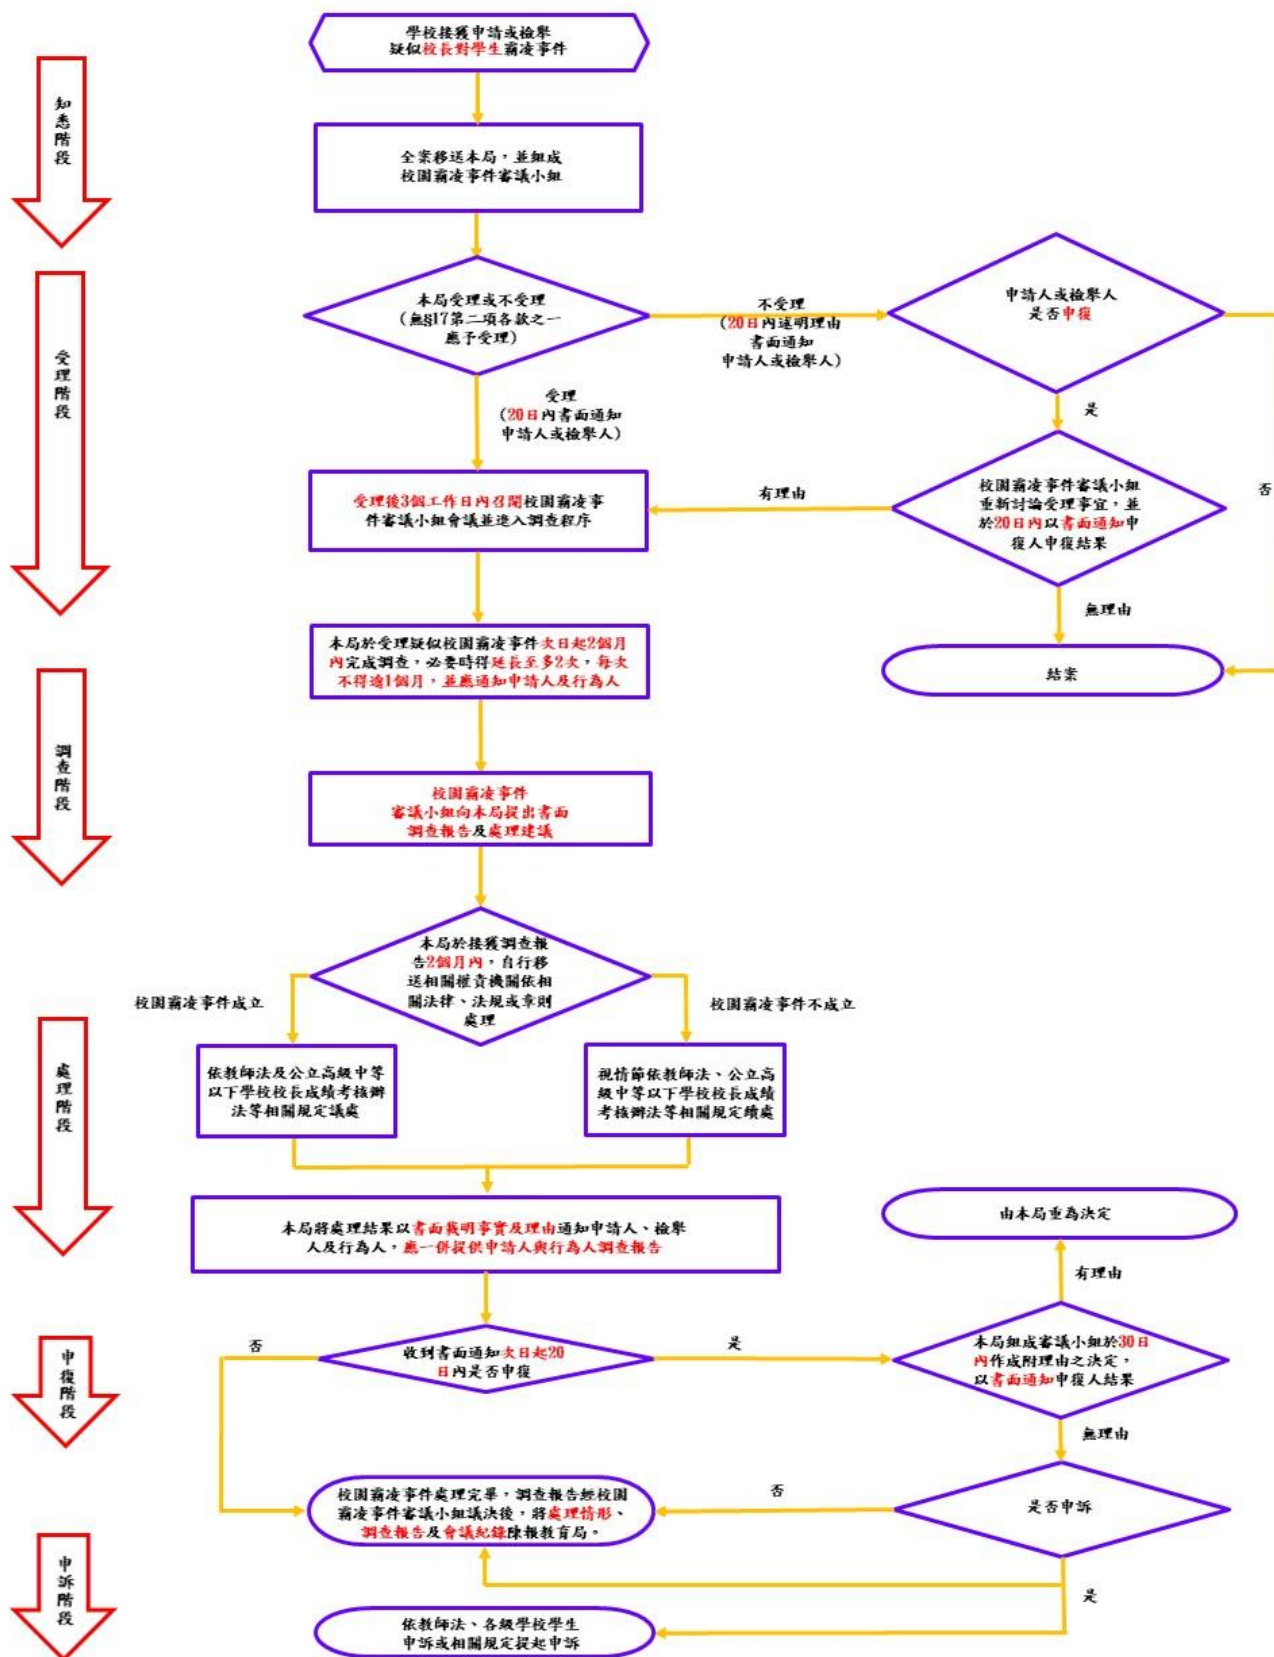 學校接獲申請或檢舉
疑似校長對學生霸凌事件
知悉階段
全案移送本局，並組成
校園霸凌事件審議小組
受理階段
本局受理或不受理
(無§17第二項各款之一
應予受理)
不受理
(20日內述明理由
書面通知
申請人或檢舉人)
申請人或檢舉人
是否申復
受理
(20日內書面通知
申請人或檢舉人)
是
否
受理後3個工作日內召開校園霸凌事
件審議小組會議並進入調查程序
有理由
校園霸凌事件審議小組
重新討論受理事宜，並
於20日內以書面通知申
復人申復結果
無理由
結案
調查階段
本局於受理疑似校園霸凌事件次日起2個月
內完成調查，必要時得延長至多2次，每次
不得逾1個月，並應通知申請人及行為人
校園霸凌事件
審議小組向本局提出書面
調查報告及處理建議
處理階段
本局於接獲調查報
告2個月內，自行移
送相關權責機關依相
關法律、法規或章則
處理
校園霸凌事件成立
校園霸凌事件不成立
依教師法及公立高級中等
以下學校校長成績考核辦
法等相關規定議處
視情節依教師法、公立高
級中等以下學校校長成績
考核辦法等相關規定續處
本局將處理結果以書面載明事實及理由通知申請人、檢舉
人及行為人，應一併提供申請人與行為人調查報告
由本局重為決定
有理由
申復階段
收到書面通知次日起20
日內是否申復
否
是
本局組成審議小組於30日
內作成附理由之決定，
以書面通知申復人結果
無理由
校園霸凌事件處理完畢，調查報告經校園
霸凌事件審議小組議決後，將處理情形、
調查報告及會議紀錄陳報教育局。
否
是否申訴
是
申訴階段
依教師法、各級學校學生
申訴或相關規定提起申訴